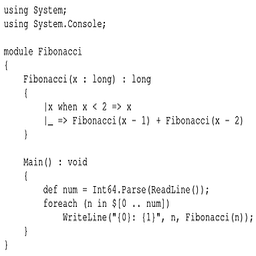 using System;
using System.Console;
module Fibonacci
{
Fibonacci(x : long) : long
{
|x when x < 2 => x
|_ => Fibonacci(x - 1) + Fibonacci(x - 2)
}
Main() : void
{
def num = Int64.Parse(ReadLine());
foreach (n in $[0 .. num])
WriteLine("{0}: {1}", n, Fibonacci(n));
}
}